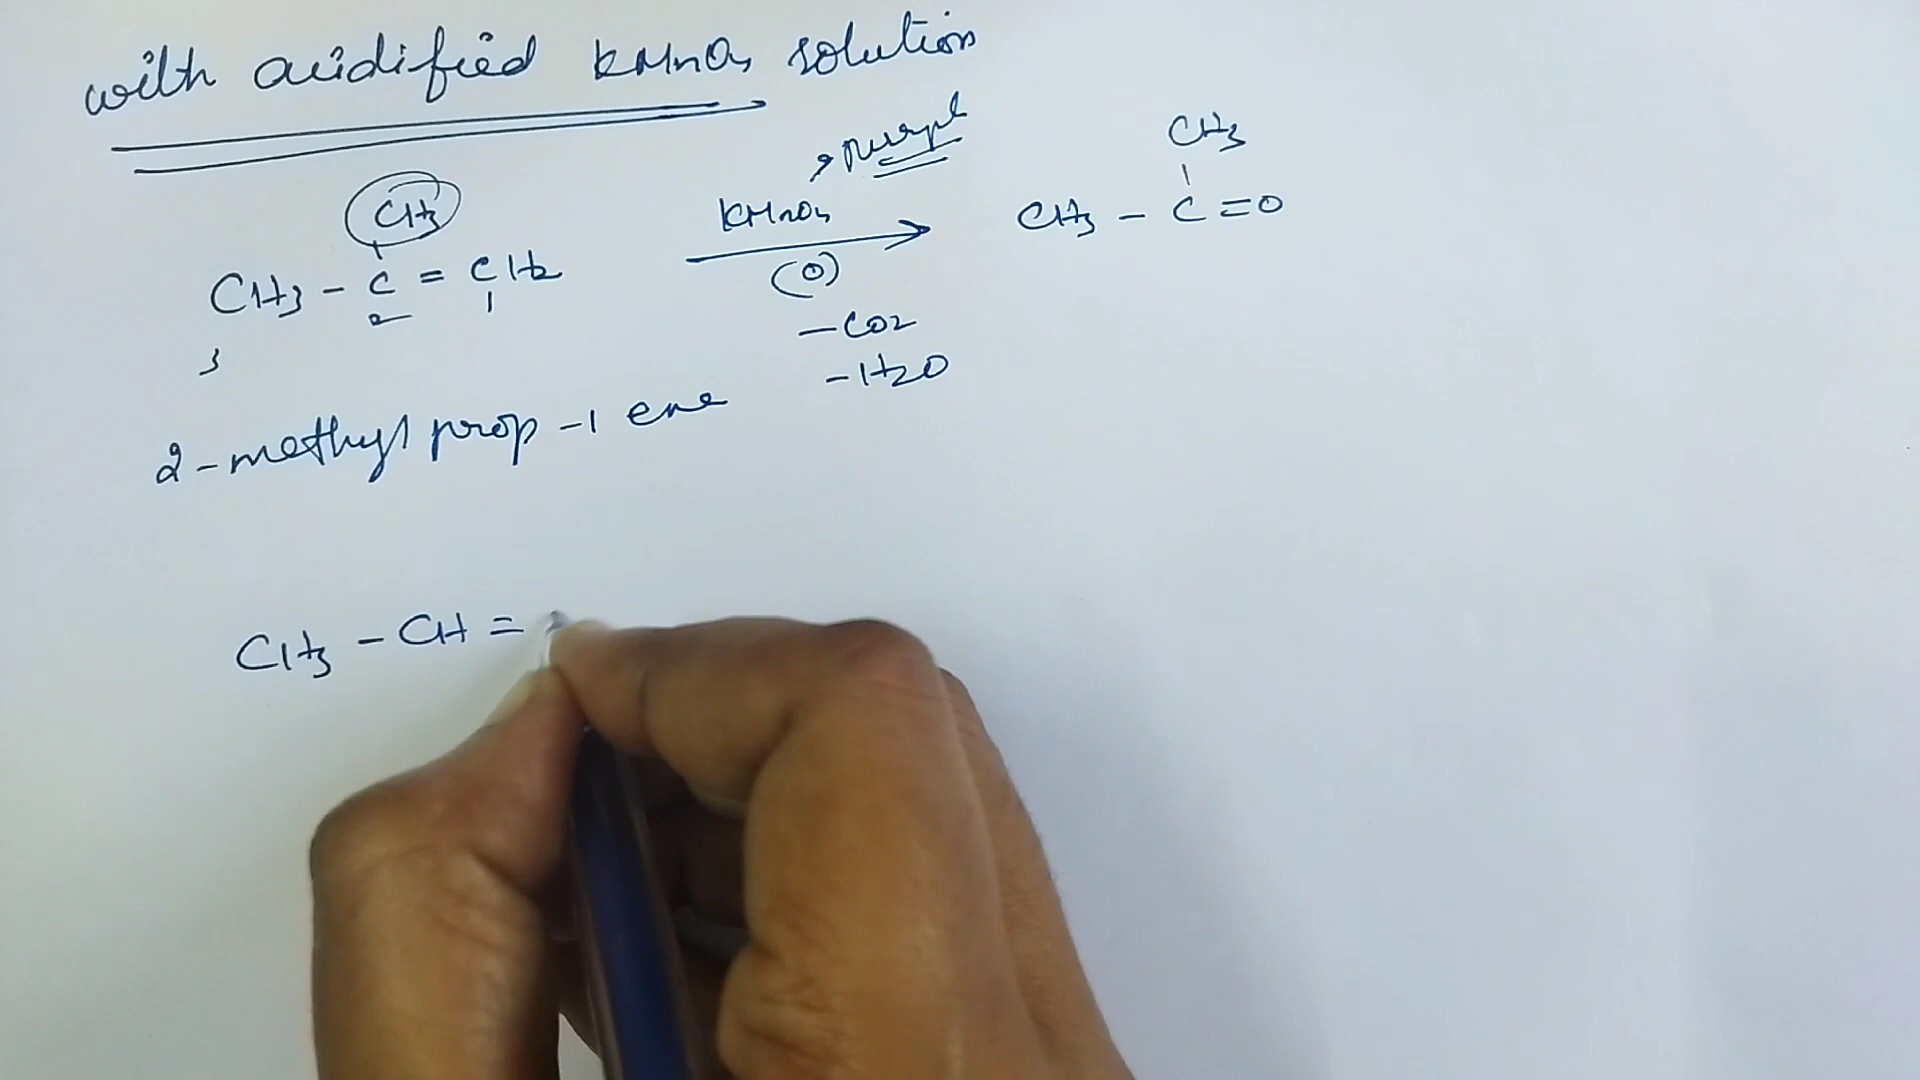 with acidified KMnO4 solution
CH3
CH3 - C = CH2
2 1
3
KMnO4 → purple
(O)
- CO2
- H2O
CH3
CH3 - C = O
2-methyl prop -1 ene
CH3 - CH =